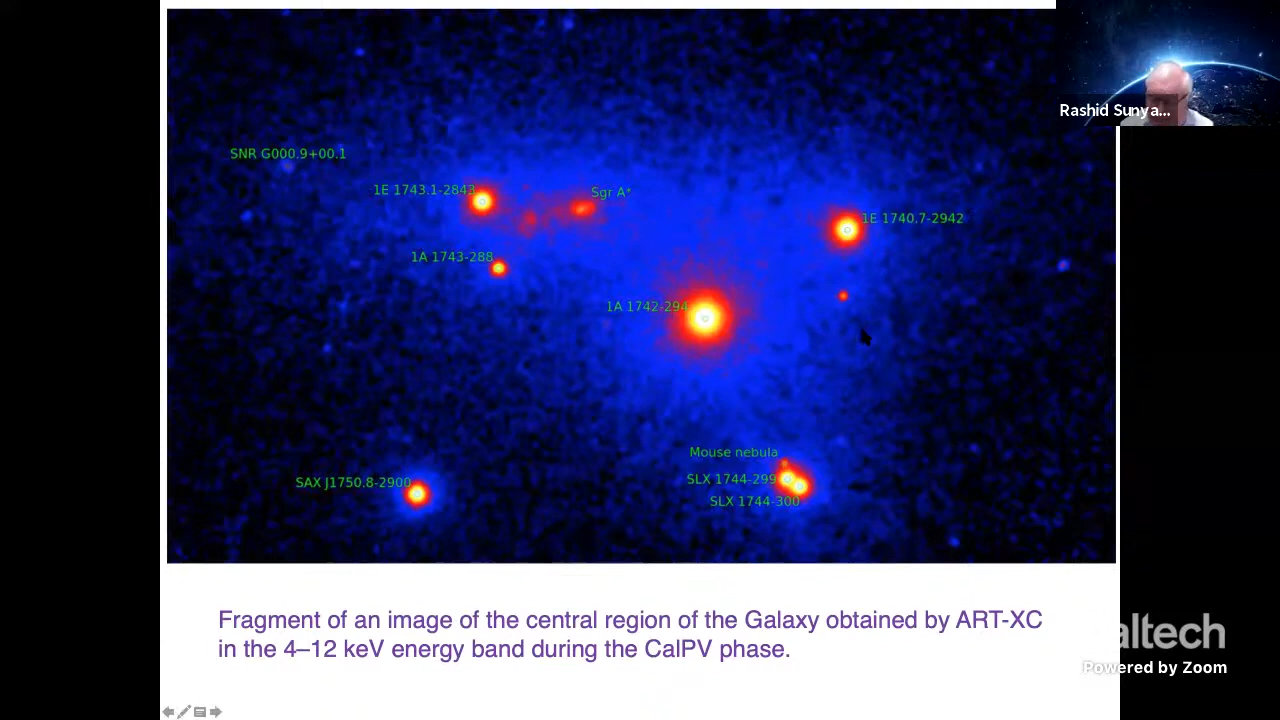 Rashid Sunya...
SNR G000.9+00.1
1E 1743.1-2843
Sgr A*
1E 1740.7-2942
1A 1743-288
1A 1742-294
Mouse nebula
SLX 1744-299
SAX J1750.8-2900
SLX 1744-300
Fragment of an image of the central region of the Galaxy obtained by ART-XC
in the 4–12 keV energy band during the CalPV phase.
altech
Powered by Zoom